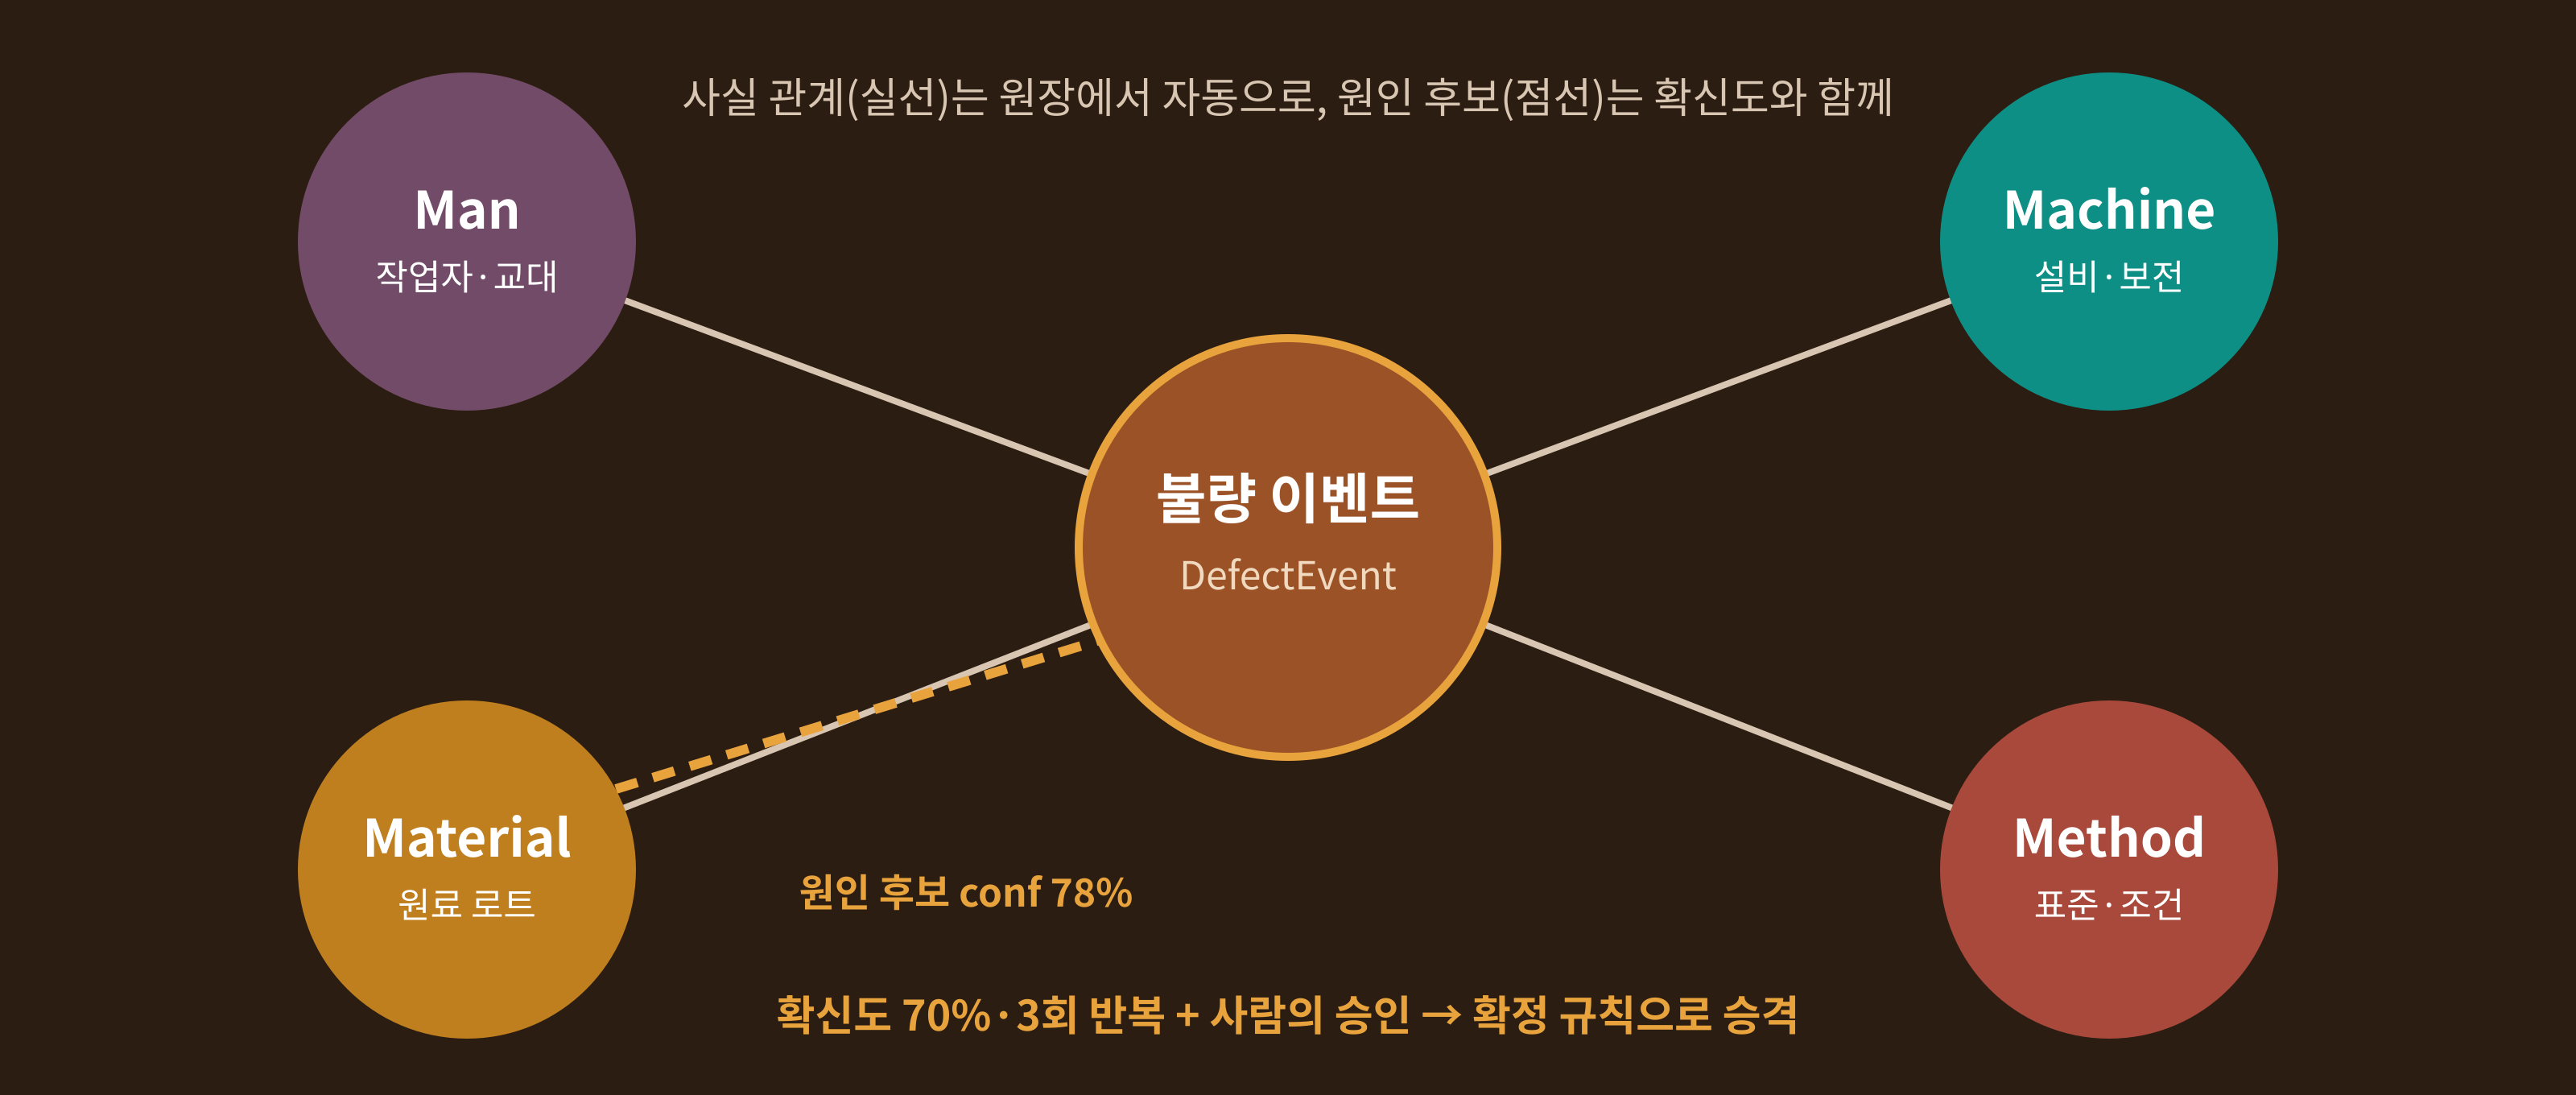 사실 관계(실선)는 원장에서 자동으로, 원인 후보(점선)는 확신도와 함께
Man
작업자·교대
Machine
설비·보전
불량 이벤트
DefectEvent
Material
원료 로트
Method
표준·조건
원인 후보 conf 78%
확신도 70%·3회 반복 + 사람의 승인 → 확정 규칙으로 승격